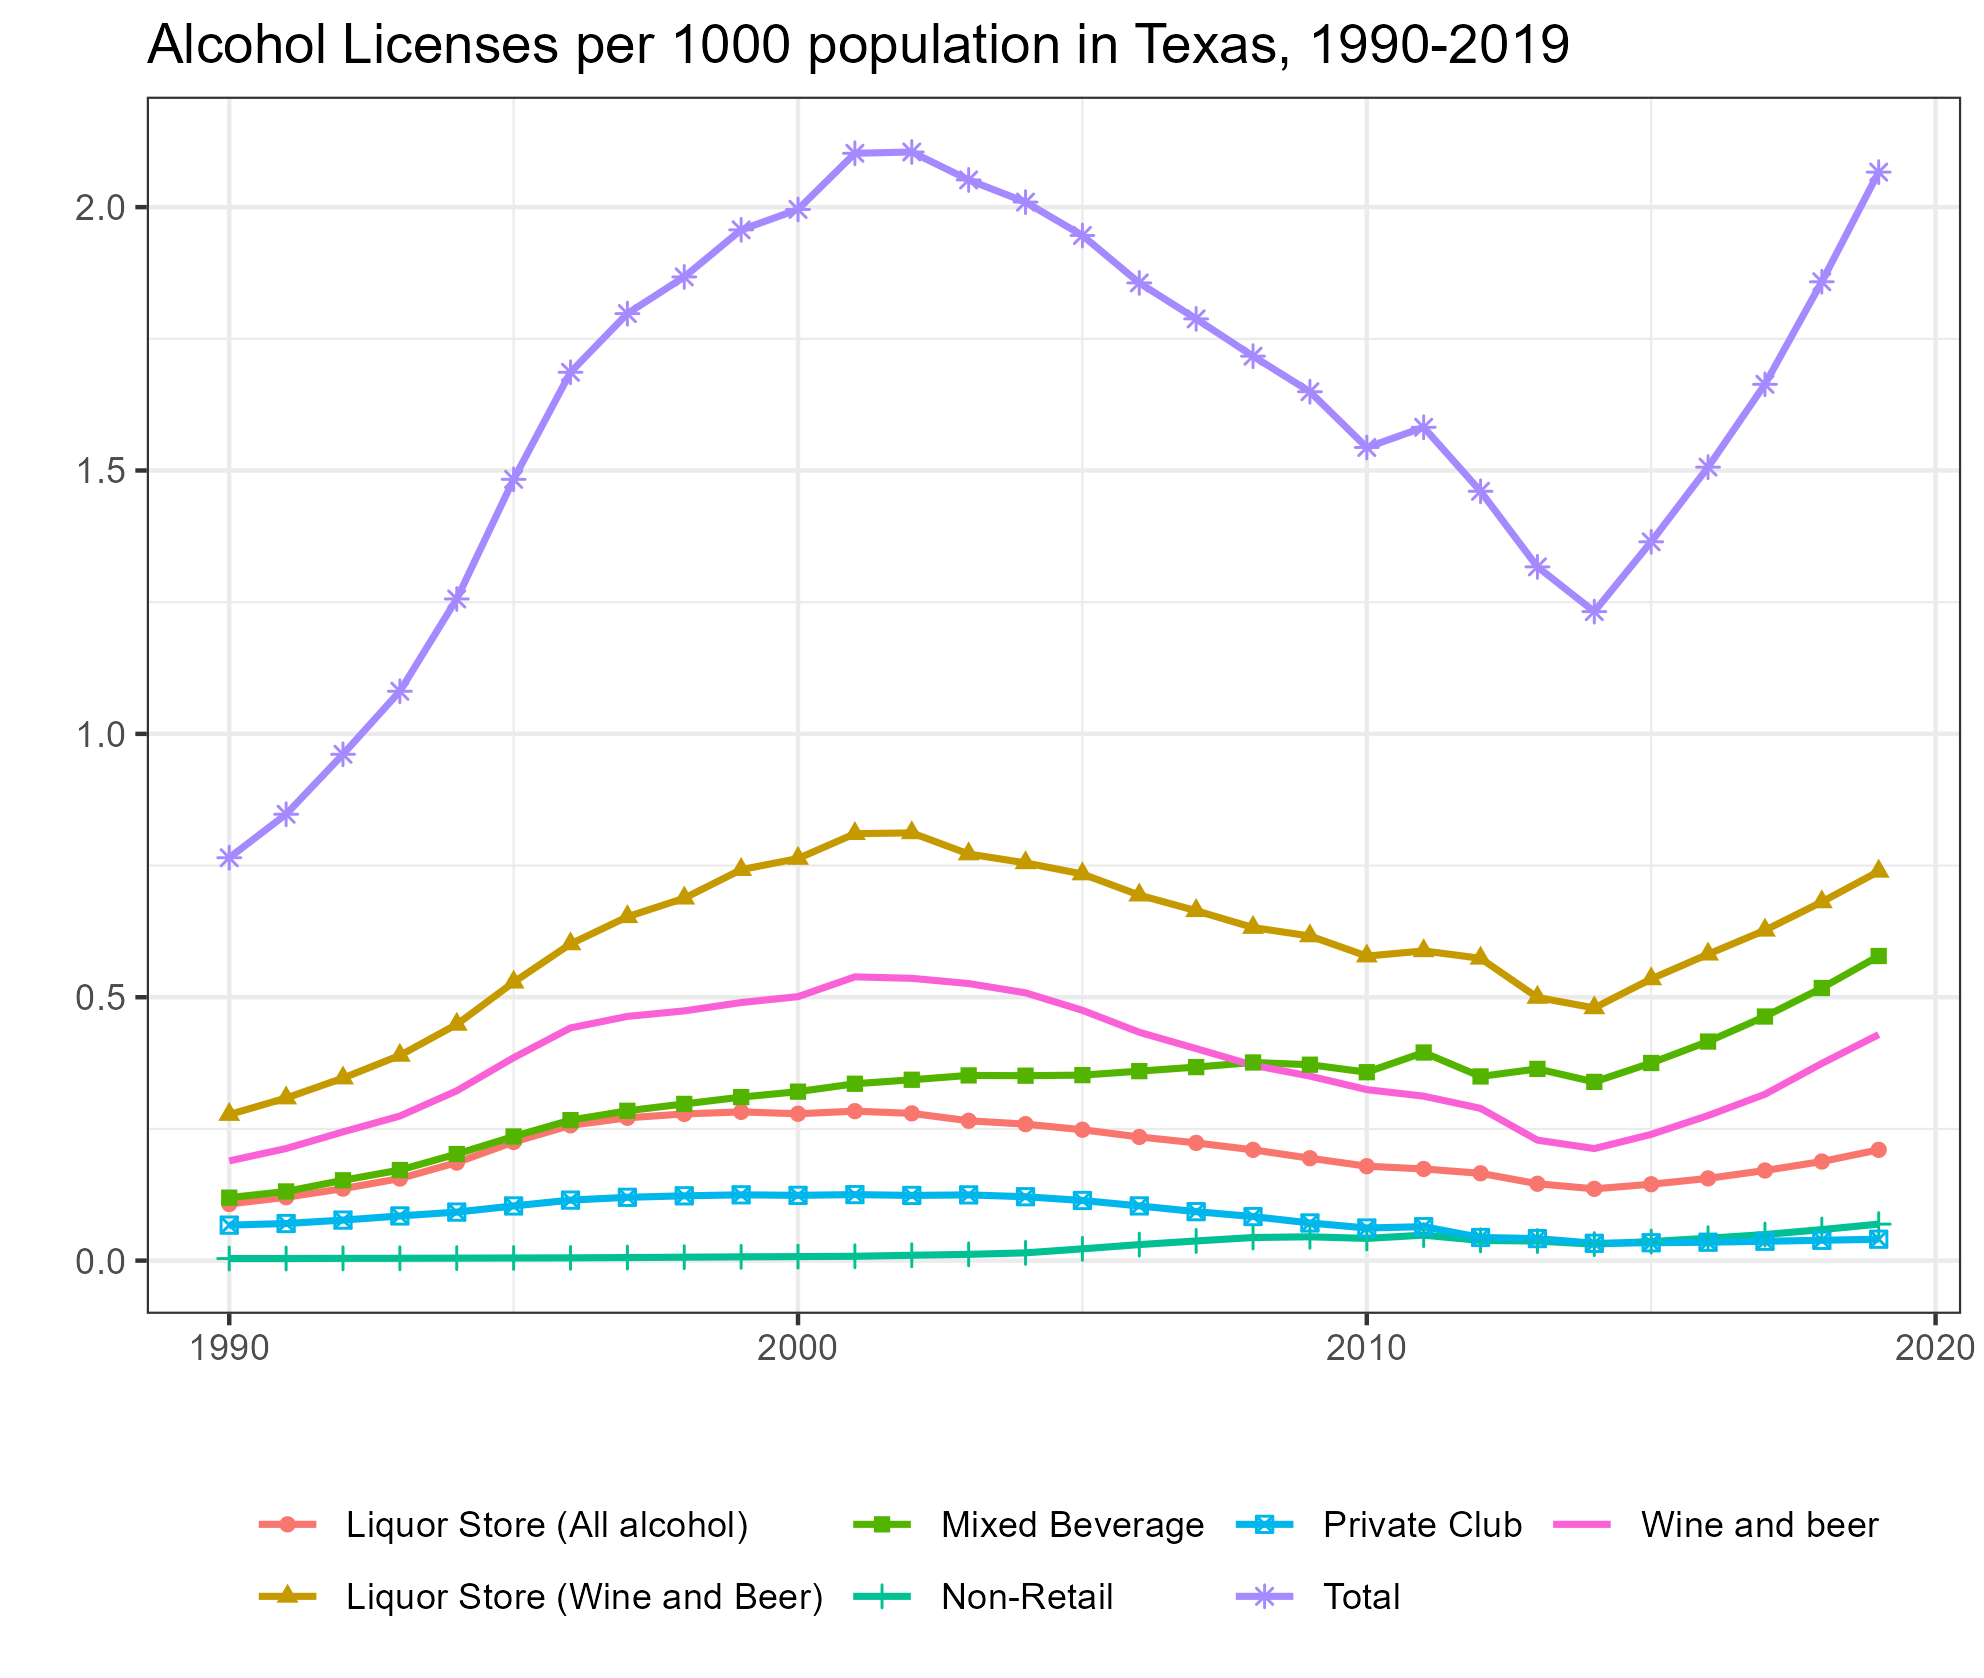 Alcohol Licenses per 1000 population in Texas, 1990-2019
2.0
1.5
1.0
0.5
0.0
1990 2000 2010 2020
Liquor Store (All alcohol) Mixed Beverage Private Club Wine and beer
Liquor Store (Wine and Beer) Non-Retail Total